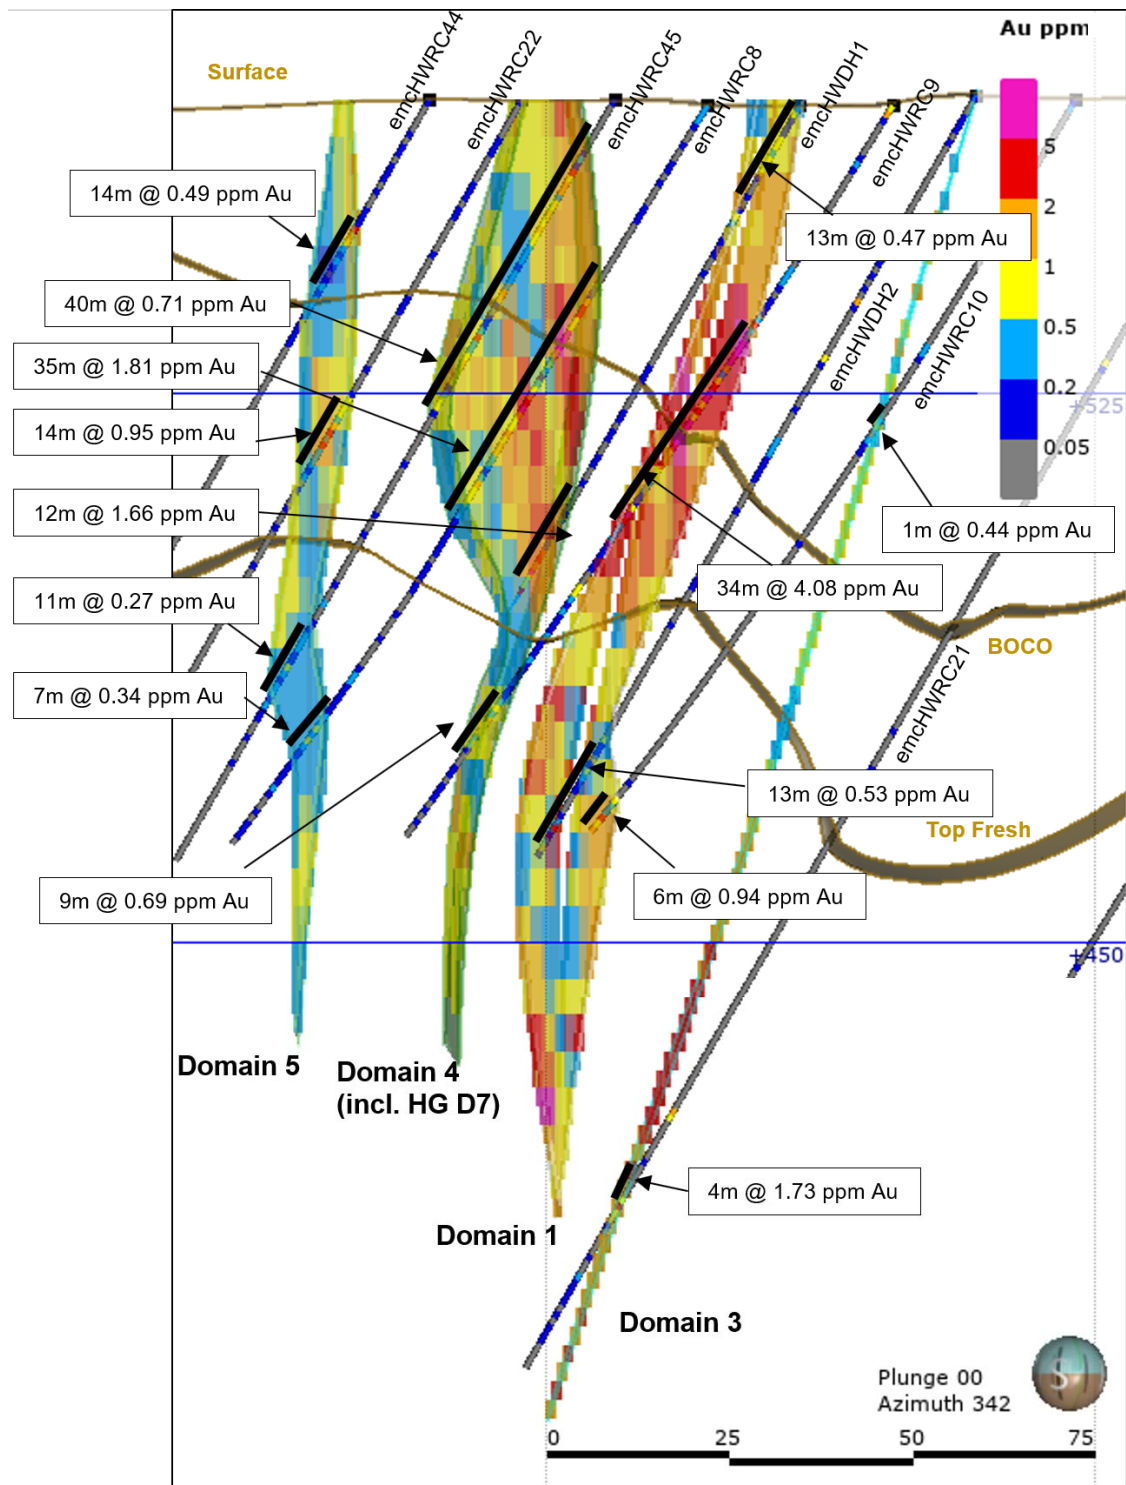 Au ppm
Surface
emcHWRC44
emcHWRC22
emcHWRC45
emcHWRC8
emcHWDH1
emcHWRC9
5
2
1
0.5
0.2
0.05
14m @ 0.49 ppm Au
13m @ 0.47 ppm Au
40m @ 0.71 ppm Au
emcHWDH2
emcHWRC10
35m @ 1.81 ppm Au
+525
14m @ 0.95 ppm Au
12m @ 1.66 ppm Au
1m @ 0.44 ppm Au
34m @ 4.08 ppm Au
11m @ 0.27 ppm Au
BOCO
7m @ 0.34 ppm Au
emcHWRC21
13m @ 0.53 ppm Au
Top Fresh
9m @ 0.69 ppm Au
6m @ 0.94 ppm Au
+450
Domain 5
Domain 4
(incl. HG D7)
4m @ 1.73 ppm Au
Domain 1
Domain 3
S
Plunge 00
Azimuth 342
0
25
50
75